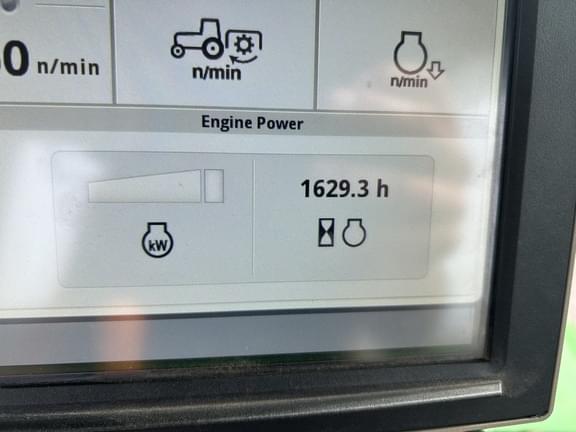 0 n/min
n/min
n/min
Engine Power
1629.3 h
kW